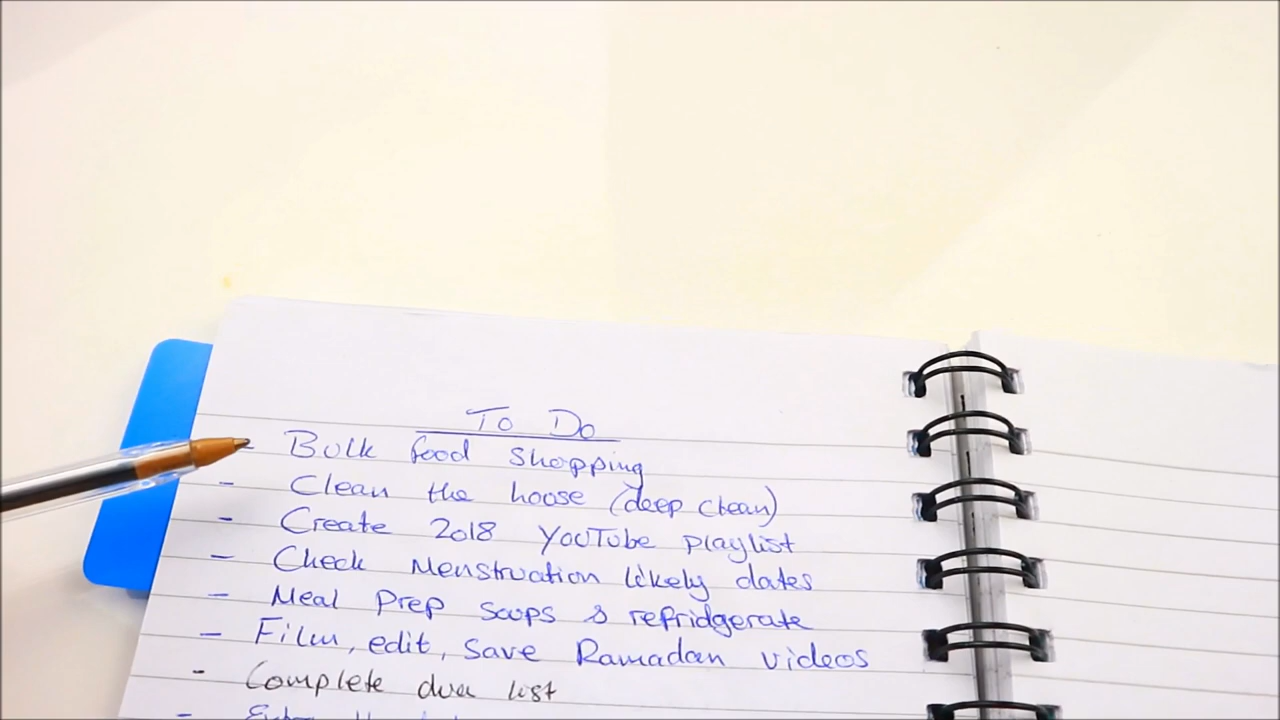 To Do
- Bulk food shopping
- Clean the house (deep clean)
- Create 2018 YouTube playlist
- Check Menstruation likely dates
- Meal Prep soups & refridgerate
- Film, edit, save Ramadan videos
- Complete dua list